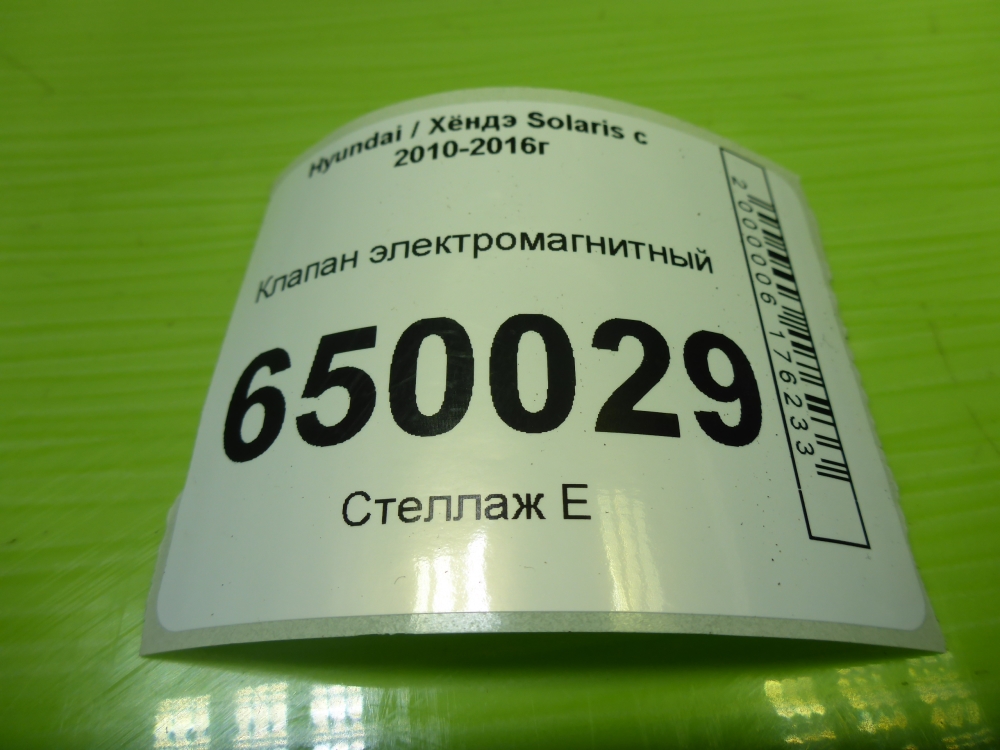 Hyundai / Хёндэ Solaris с
2010-2016г
Клапан электромагнитный
650029
Стеллаж Е
2000006176233